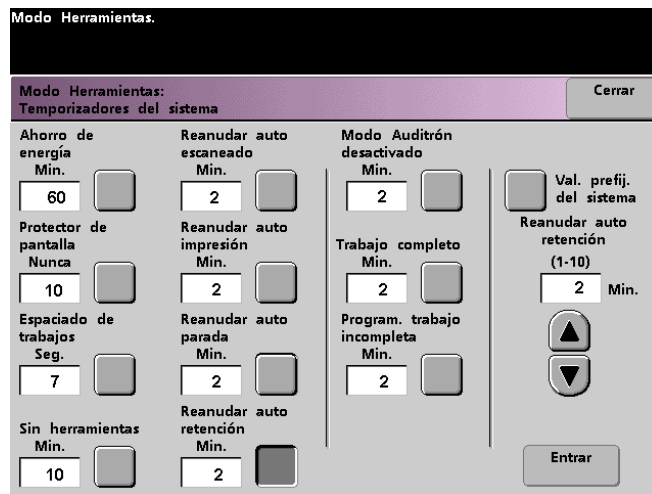 Modo Herramientas.
Modo Herramientas:
Temporizadores del sistema
Cerrar
Ahorro de
energía
Min.
60
Protector de
pantalla
Nunca
10
Espaciado de
trabajos
Seg.
7
Sin herramientas
Min.
10
Reanudar auto
escaneado
Min.
2
Reanudar auto
impresión
Min.
2
Reanudar auto
parada
Min.
2
Reanudar auto
retención
Min.
2
Modo Auditrón
desactivado
Min.
2
Trabajo completo
Min.
2
Program. trabajo
incompleta
Min.
2
Val. prefij.
del sistema
Reanudar auto
retención
(1-10)
2 Min.
Entrar